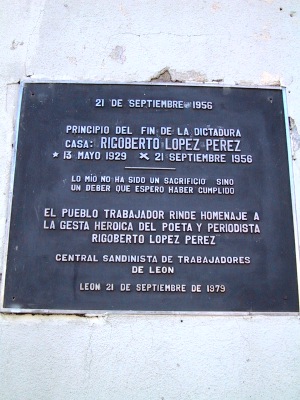 21 DE SEPTIEMBRE 1956
PRINCIPIO DEL FIN DE LA DICTADURA
CASA: RIGOBERTO LOPEZ PEREZ
* 13 MAYO 1929 ✕ 21 SEPTIEMBRE 1956
LO MIO NO HA SIDO UN SACRIFICIO SINO
UN DEBER QUE ESPERO HABER CUMPLIDO
EL PUEBLO TRABAJADOR RINDE HOMENAJE A
LA GESTA HEROICA DEL POETA Y PERIODISTA
RIGOBERTO LOPEZ PEREZ
CENTRAL SANDINISTA DE TRABAJADORES
DE LEON
LEON 21 DE SEPTIEMBRE DE 1979